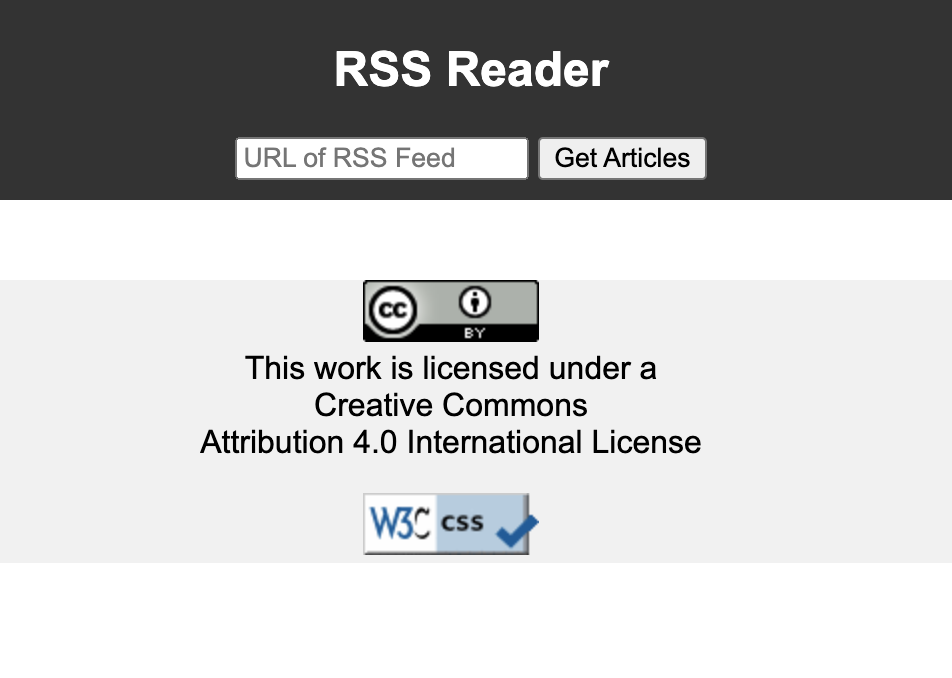 RSS Reader
URL of RSS Feed Get Articles
cc
BY
This work is licensed under a
Creative Commons
Attribution 4.0 International License
W3C css